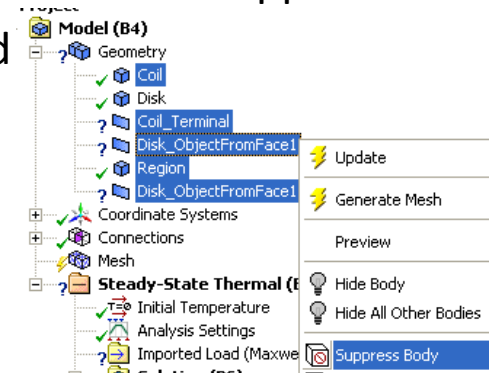 Model (B4)
Geometry
Coil
Disk
Coil_Terminal
Disk_ObjectFromFace1
Region
Disk_ObjectFromFace1
Coordinate Systems
Connections
Mesh
Steady-State Thermal (
Initial Temperature
Analysis Settings
Imported Load (Maxwe
Update
Generate Mesh
Preview
Hide Body
Hide All Other Bodies
Suppress Body